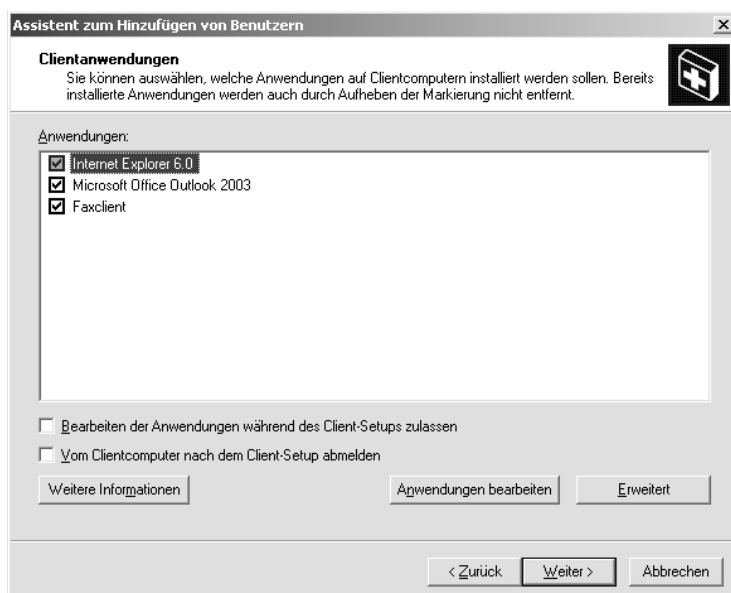 Assistent zum Hinzufügen von Benutzern
Clientanwendungen
Sie können auswählen, welche Anwendungen auf Clientcomputern installiert werden sollen. Bereits
installierte Anwendungen werden auch durch Aufheben der Markierung nicht entfernt.
Anwendungen:
Internet Explorer 6.0
Microsoft Office Outlook 2003
Faxclient
Bearbeiten der Anwendungen während des Client-Setups zulassen
Vom Clientcomputer nach dem Client-Setup abmelden
Weitere Informationen Anwendungen bearbeiten Erweitert
< Zurück Weiter > Abbrechen